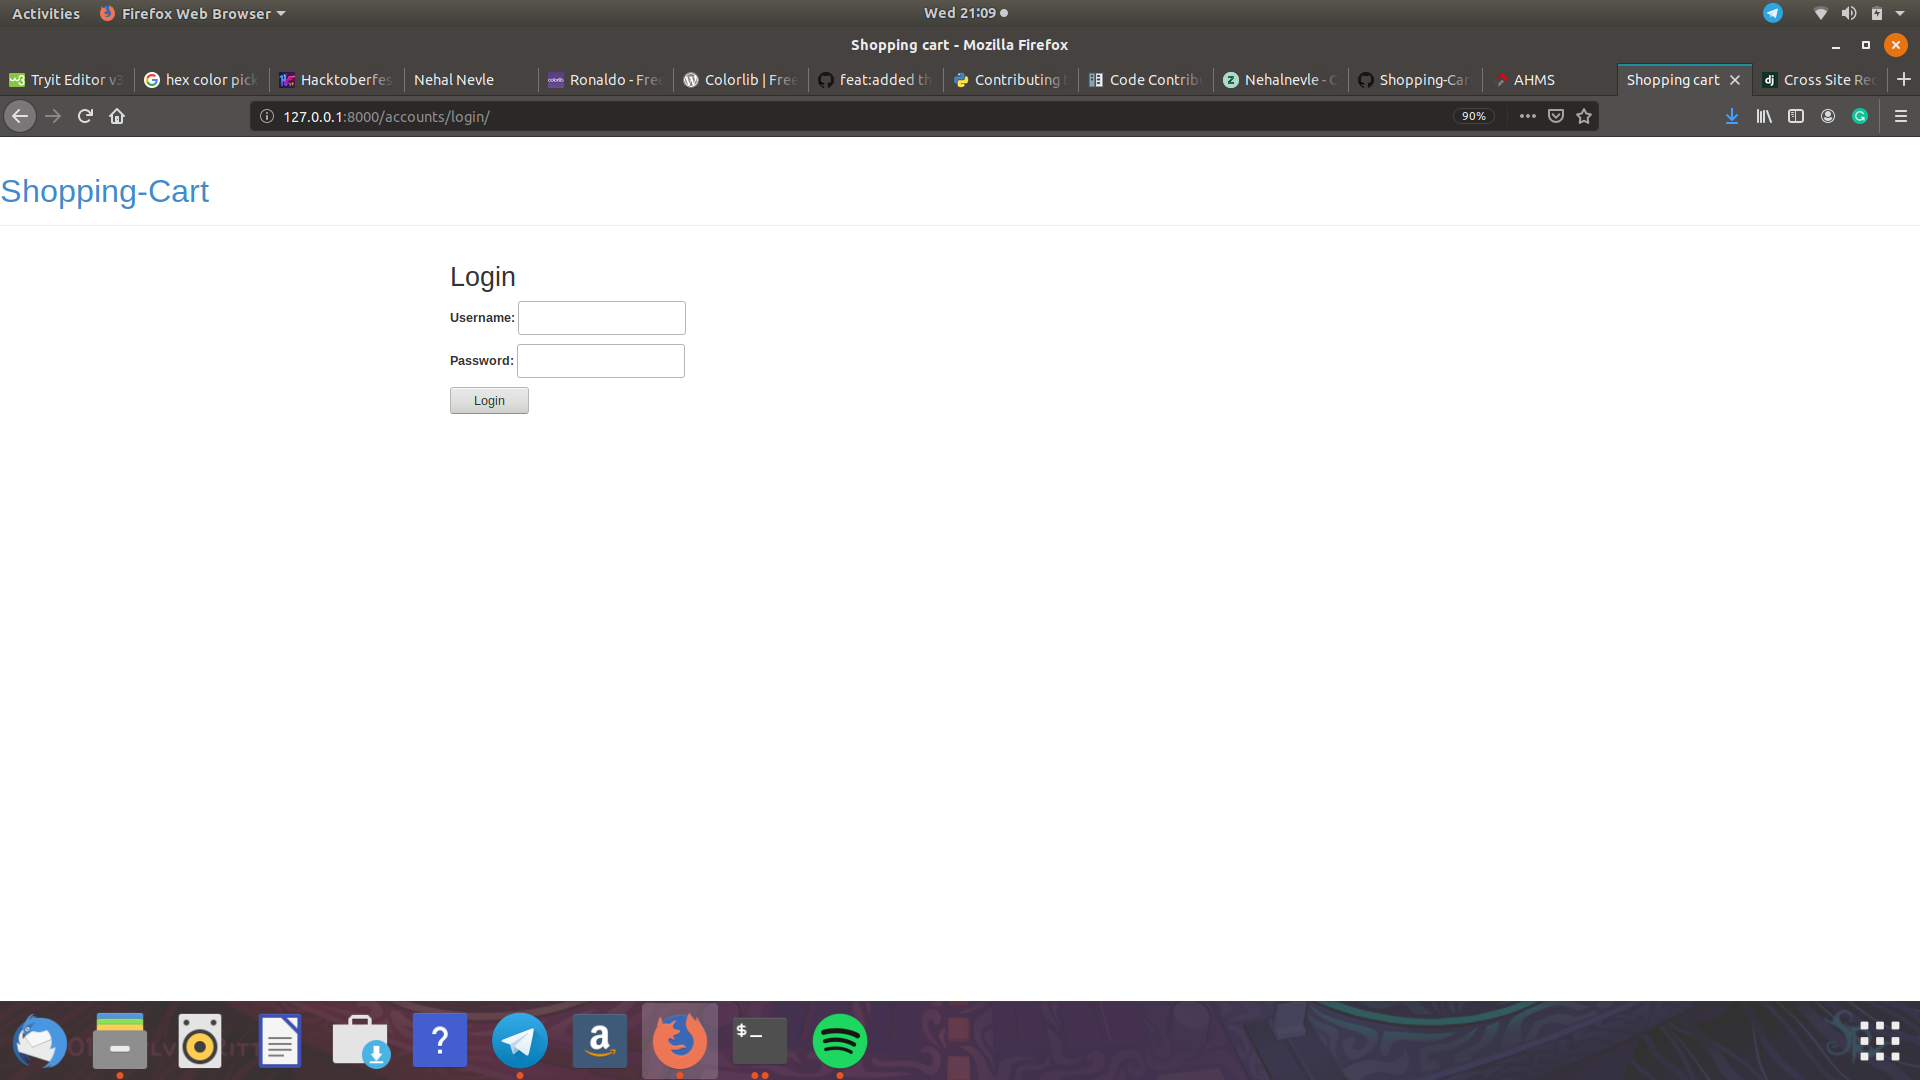 Activities Firefox Web Browser Wed 21:09
Shopping cart - Mozilla Firefox
Tryit Editor v3 hex color pick Hacktoberfes Nehal Nevle Ronaldo - Free Colorlib | Free feat:added th Contributing Code Contrib Nehalnevle - Shopping-Car AHMS Shopping cart Cross Site Req
127.0.0.1:8000/accounts/login/ 90%
Shopping-Cart
Login
Username:
Password:
Login